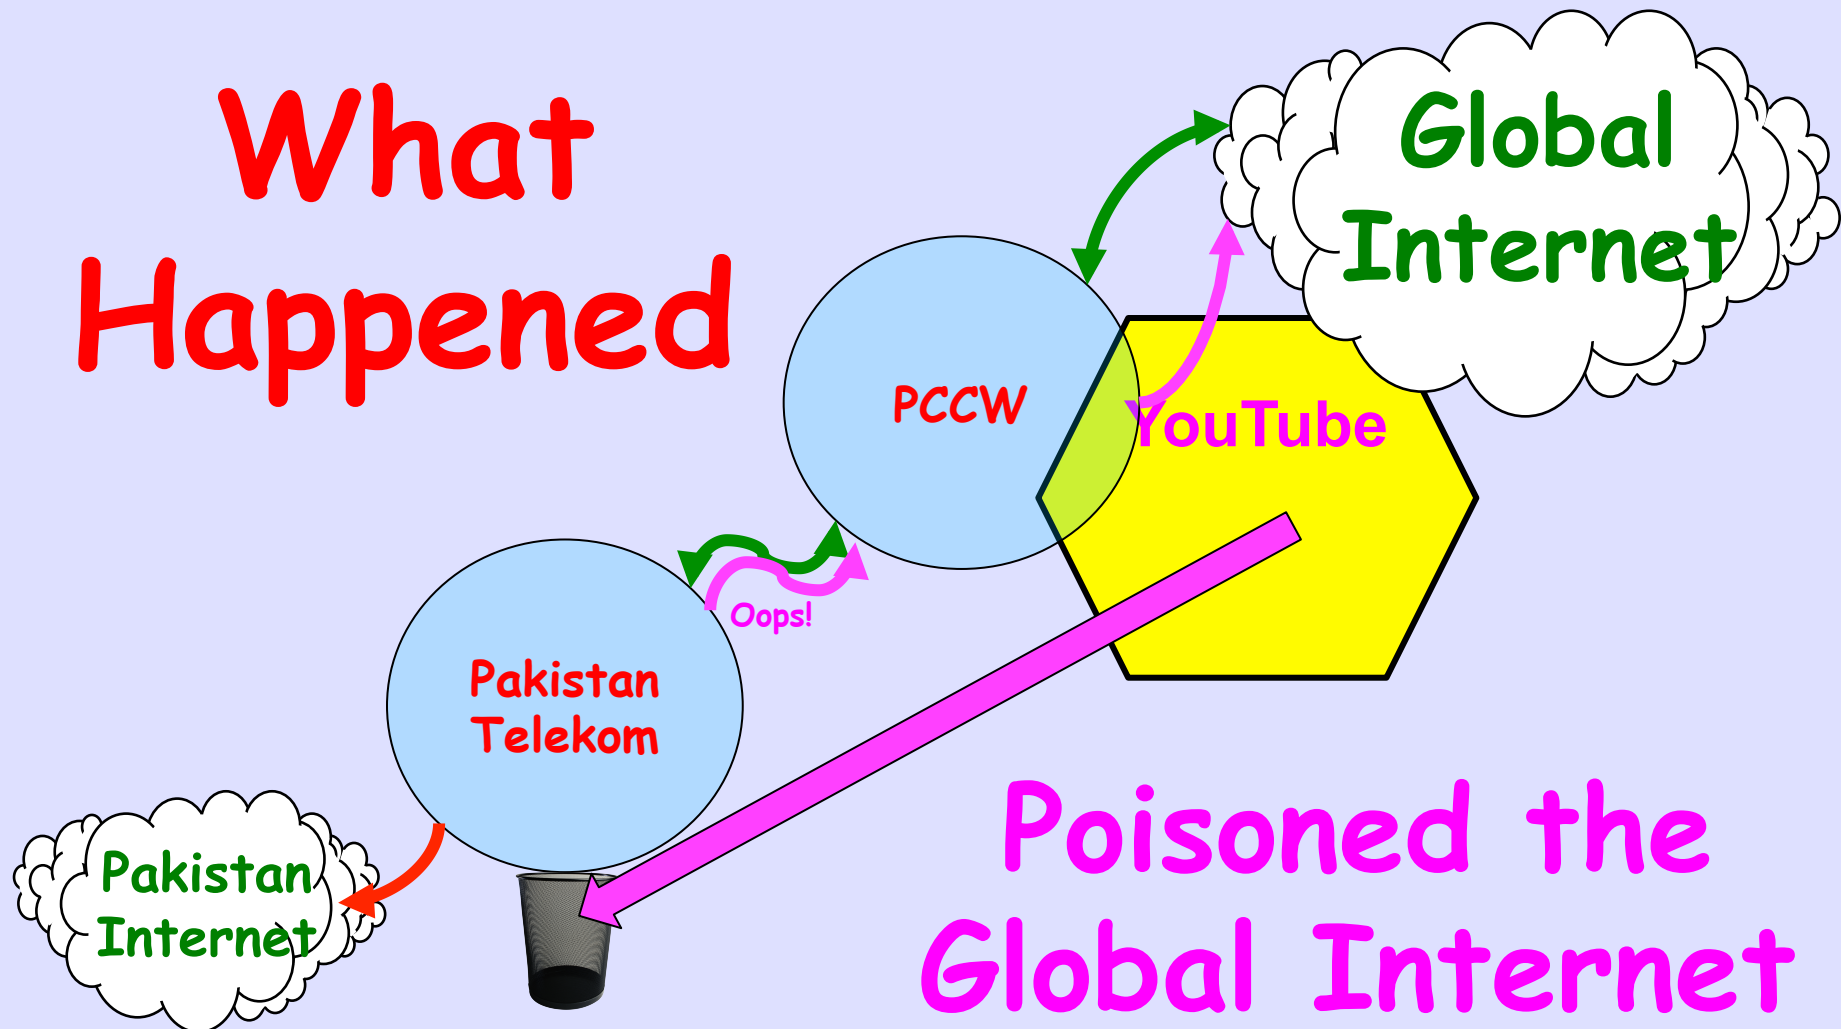 What
Happened
Global
Internet
PCCW
YouTube
Oops!
Pakistan
Telekom
Pakistan
Internet
Poisoned the
Global Internet